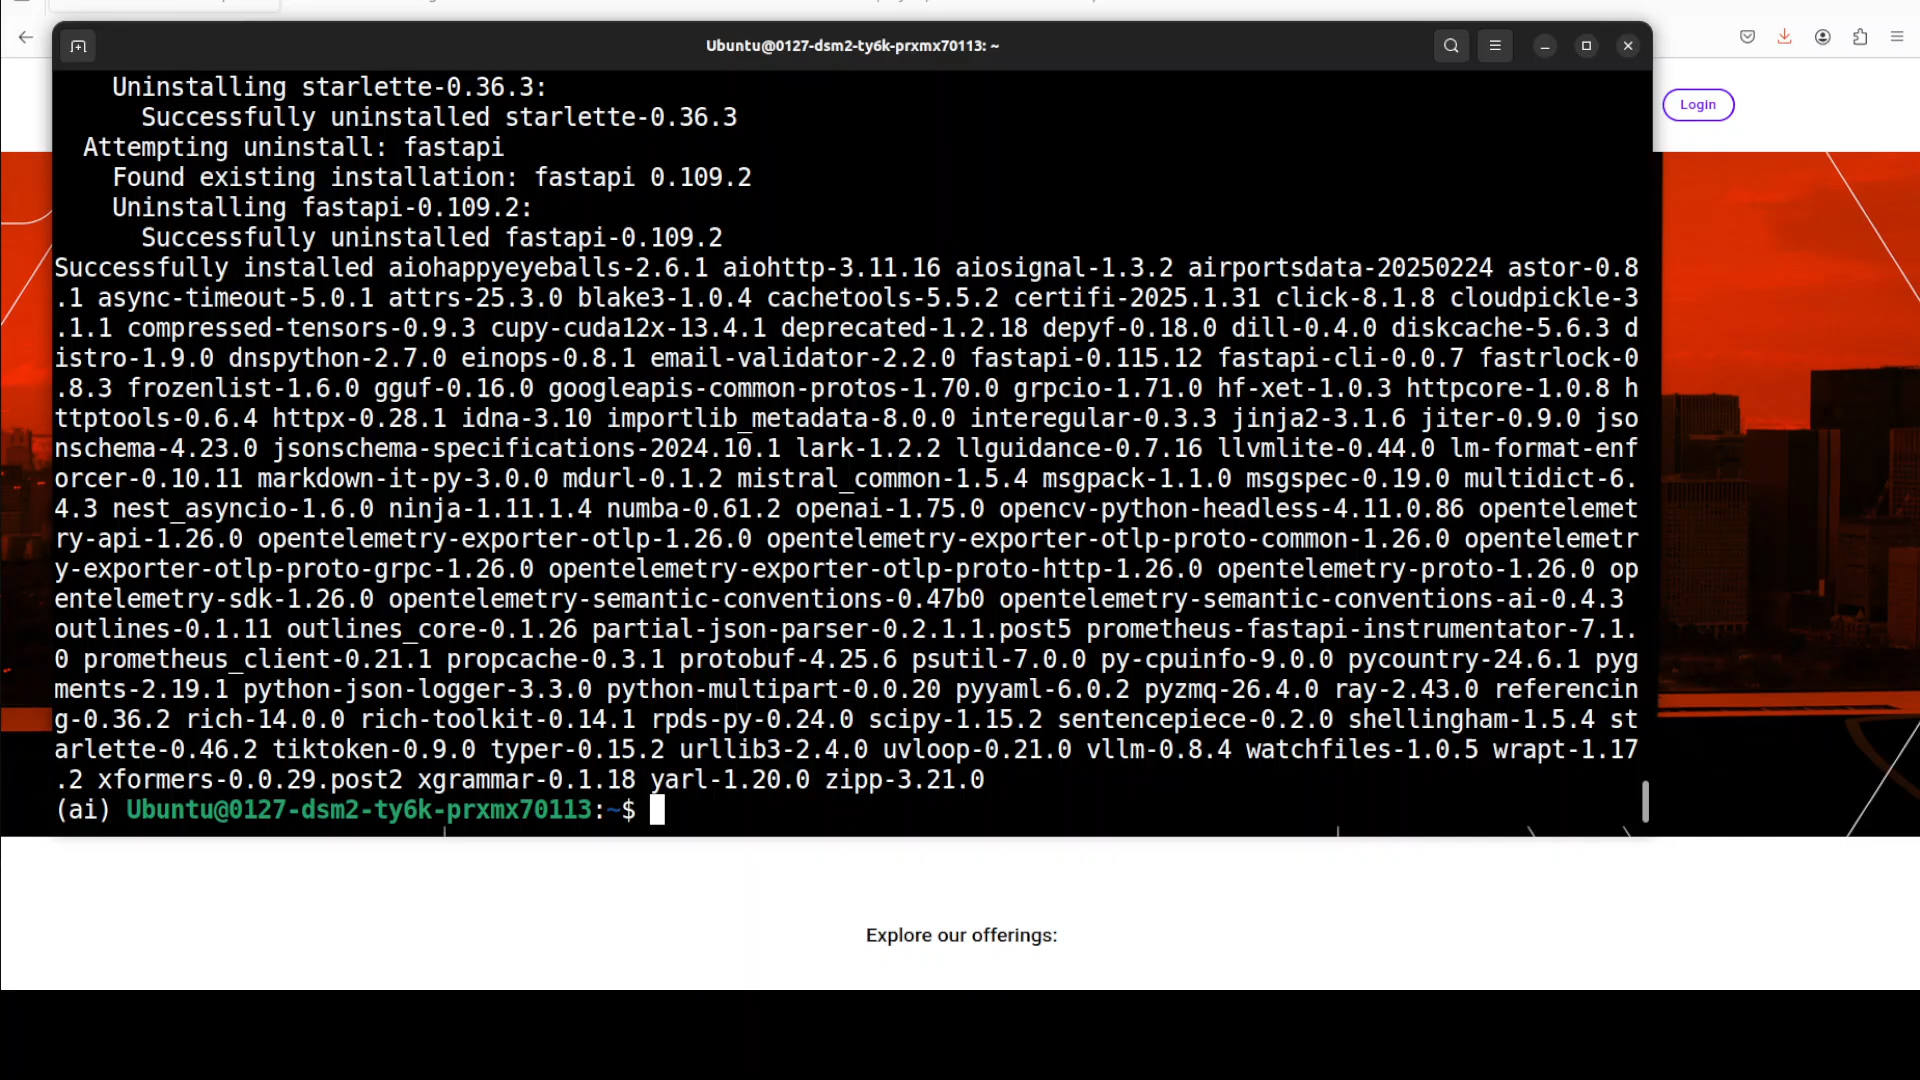 Ubuntu@0127-dsm2-ty6k-prxmx70113: ~
Login
Uninstalling starlette-0.36.3:
Successfully uninstalled starlette-0.36.3
Attempting uninstall: fastapi
Found existing installation: fastapi 0.109.2
Uninstalling fastapi-0.109.2:
Successfully uninstalled fastapi-0.109.2
Successfully installed aiohappyeyeballs-2.6.1 aiohttp-3.11.16 aiosignal-1.3.2 airportsdata-20250224 astor-0.8
.1 async-timeout-5.0.1 attrs-25.3.0 blake3-1.0.4 cachetools-5.5.2 certifi-2025.1.31 click-8.1.8 cloudpickle-3
.1.1 compressed-tensors-0.9.3 cupy-cuda12x-13.4.1 deprecated-1.2.18 depyf-0.18.0 dill-0.4.0 diskcache-5.6.3 d
istro-1.9.0 dnspython-2.7.0 einops-0.8.1 email-validator-2.2.0 fastapi-0.115.12 fastapi-cli-0.0.7 fastrlock-0
.8.3 frozenlist-1.6.0 gguf-0.16.0 googleapis-common-protos-1.70.0 grpcio-1.71.0 hf-xet-1.0.3 httpcore-1.0.8 h
ttptools-0.6.4 httpx-0.28.1 idna-3.10 importlib_metadata-8.0.0 interegular-0.3.3 jinja2-3.1.6 jiter-0.9.0 jso
nschema-4.23.0 jsonschema-specifications-2024.10.1 lark-1.2.2 llguidance-0.7.16 llvmlite-0.44.0 lm-format-enf
orcer-0.10.11 markdown-it-py-3.0.0 mdurl-0.1.2 mistral_common-1.5.4 msgpack-1.1.0 msgspec-0.19.0 multidict-6.
4.3 nest_asyncio-1.6.0 ninja-1.11.1.4 numba-0.61.2 openai-1.75.0 opencv-python-headless-4.11.0.86 opentelemet
ry-api-1.26.0 opentelemetry-exporter-otlp-1.26.0 opentelemetry-exporter-otlp-proto-common-1.26.0 opentelemetr
y-exporter-otlp-proto-grpc-1.26.0 opentelemetry-exporter-otlp-proto-http-1.26.0 opentelemetry-proto-1.26.0 op
entelemetry-sdk-1.26.0 opentelemetry-semantic-conventions-0.47b0 opentelemetry-semantic-conventions-ai-0.4.3
outlines-0.1.11 outlines_core-0.1.26 partial-json-parser-0.2.1.1.post5 prometheus-fastapi-instrumentator-7.1.
0 prometheus_client-0.21.1 propcache-0.3.1 protobuf-4.25.6 psutil-7.0.0 py-cpuinfo-9.0.0 pycountry-24.6.1 pyg
ments-2.19.1 python-json-logger-3.3.0 python-multipart-0.0.20 pyyaml-6.0.2 pyzmq-26.4.0 ray-2.43.0 referencin
g-0.36.2 rich-14.0.0 rich-toolkit-0.14.1 rpds-py-0.24.0 scipy-1.15.2 sentencepiece-0.2.0 shellingham-1.5.4 st
arlette-0.46.2 tiktoken-0.9.0 typer-0.15.2 urllib3-2.4.0 uvloop-0.21.0 vllm-0.8.4 watchfiles-1.0.5 wrapt-1.17
.2 xformers-0.0.29.post2 xgrammar-0.1.18 yarl-1.20.0 zipp-3.21.0
(ai) Ubuntu@0127-dsm2-ty6k-prxmx70113:~$
Explore our offerings: